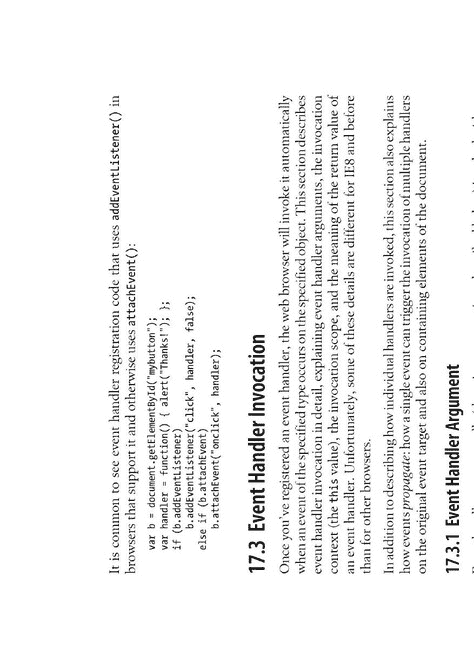 It is common to see event handler registration code that uses addEventListener() in
browsers that support it and otherwise uses attachEvent():
var b = document.getElementById("mybutton");
var handler = function() { alert("Thanks!"); };
if (b.addEventListener)
    b.addEventListener("click", handler, false);
else if (b.attachEvent)
    b.attachEvent("onclick", handler);
17.3 Event Handler Invocation
Once you've registered an event handler, the web browser will invoke it automatically
when an event of the specified type occurs on the specified object. This section describes
event handler invocation in detail, explaining event handler arguments, the invocation
context (the this value), the invocation scope, and the meaning of the return value of
an event handler. Unfortunately, some of these details are different for IE8 and before
than for other browsers.
In addition to describing how individual handlers are invoked, this section also explains
how events propagate: how a single event can trigger the invocation of multiple handlers
on the original event target and also on containing elements of the document.
17.3.1 Event Handler Argument